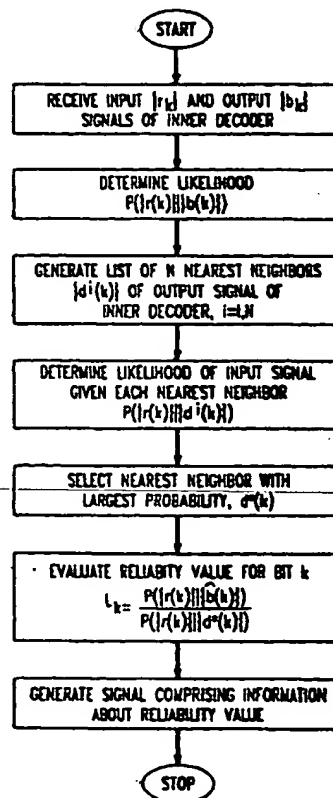 START
RECEIVE INPUT {r_k} AND OUTPUT {b_k}
SIGNALS OF INNER DECODER
DETERMINE LIKELIHOOD
P({r(k)}|{b(k)})
GENERATE LIST OF N NEAREST NEIGHBORS
{d^i(k)} OF OUTPUT SIGNAL OF
INNER DECODER, i=1,N
DETERMINE LIKELIHOOD OF INPUT SIGNAL
GIVEN EACH NEAREST NEIGHBOR
P({r(k)}|{d^i(k)})
SELECT NEAREST NEIGHBOR WITH
LARGEST PROBABILITY, d*(k)
EVALUATE RELIABITY VALUE FOR BIT k
L_k= P({r(k)}|{b̂(k)})
P({r(k)}|{d*(k)})
GENERATE SIGNAL COMPRISING INFORMATION
ABOUT RELIABILITY VALUE
STOP